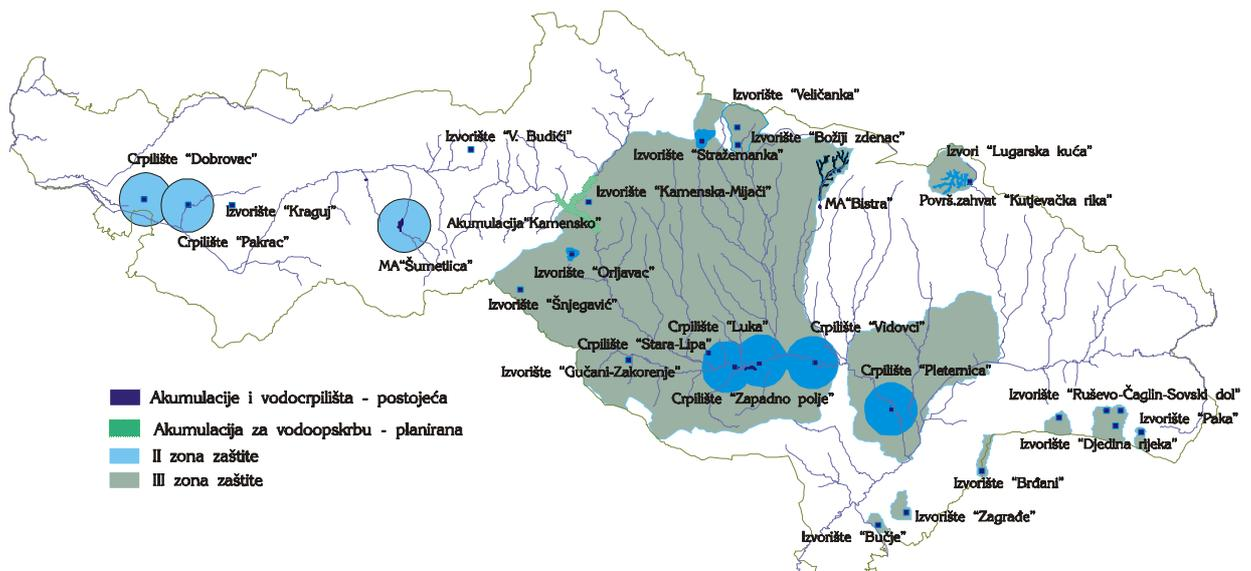 Izvorište “Veličanka”
Izvorište “V. Budići”
Izvorište “Božiji zdenac”
Crpilište “Dobrovac”
Izvorište “Stražemanka”
Izvori “Lugarska kuća”
Izvorište “Kamenska-Mijači”
Površ.zahvat “Kutjevačka rika”
MA“Bistra”
Izvorište “Kraguj”
Akumulacija“Kamensko”
Crpilište “Pakrac”
MA“Šumetlica”
Izvorište “Orljavac”
Izvorište “Šnjegavić”
Crpilište “Luka”
Crpilište “Vidovci”
Crpilište “Stara-Lipa”
Izvorište “Gučani-Zakorenje”
Crpilište “Pleternica”
Crpilište “Zapadno polje”
Izvorište “Ruševo-Čaglin-Sovski dol”
Izvorište “Paka”
Izvorište “Djedina rijeka”
Izvorište “Brđani”
Izvorište “Zagrađe”
Izvorište “Bučje”
Akumulacije i vodocrpilišta - postojeća
Akumulacija za vodoopskrbu - planirana
II zona zaštite
III zona zaštite